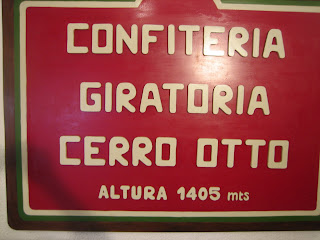 CONFITERIA
GIRATORIA
CERRO OTTO
ALTURA 1405 mts